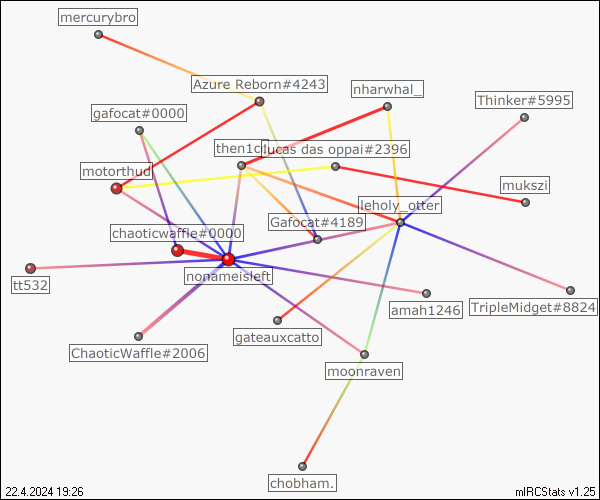 mercurybro
Azure Reborn#4243
nharwhal_
Thinker#5995
gafocat#0000
then1c
lucas das oppai#2396
motorthud
mukszi
leholy_otter
Gafocat#4189
chaoticwaffle#0000
nonameisleft
tt532
amah1246
TripleMidget#8824
gateauxcatto
ChaoticWaffle#2006
moonraven
chobham.
22.4.2024 19:26
mIRCStats v1.25